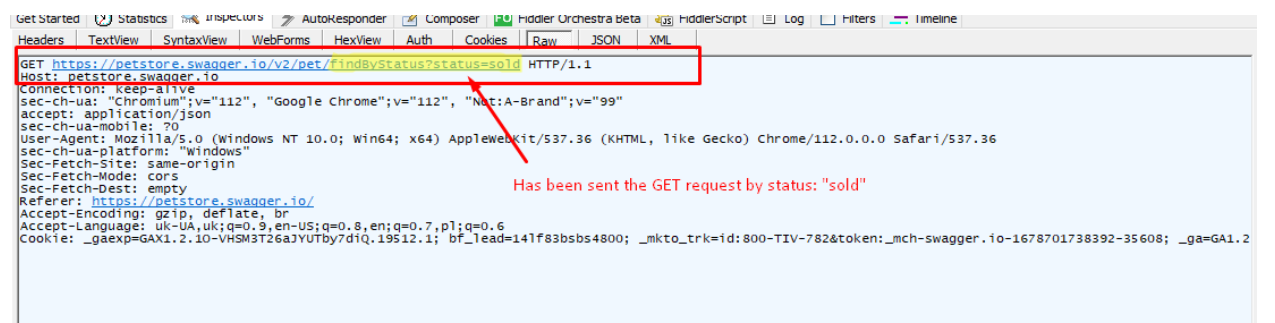 Get Started Statistics Inspectors AutoResponder Composer FO Fiddler Orchestra Beta JS FiddlerScript Log Filters Timeline
Headers TextView SyntaxView WebForms HexView Auth Cookies Raw JSON XML
GET https://petstore.swagger.io/v2/pet/findByStatus?status=sold HTTP/1.1
Host: petstore.swagger.io
Connection: keep-alive
sec-ch-ua: "Chromium";v="112", "Google Chrome";v="112", "Not:A-Brand";v="99"
accept: application/json
sec-ch-ua-mobile: ?0
User-Agent: Mozilla/5.0 (Windows NT 10.0; Win64; x64) AppleWebKit/537.36 (KHTML, like Gecko) Chrome/112.0.0.0 Safari/537.36
sec-ch-ua-platform: "Windows"
Sec-Fetch-Site: same-origin
Sec-Fetch-Mode: cors
Sec-Fetch-Dest: empty
Has been sent the GET request by status: "sold"
Referer: https://petstore.swagger.io/
Accept-Encoding: gzip, deflate, br
Accept-Language: uk-UA,uk;q=0.9,en-US;q=0.8,en;q=0.7,pl;q=0.6
Cookie: _gaexp=GAX1.2.1O-VHSM3T26aJYUTby7diQ.19512.1; bf_lead=141f83bsbs4800; _mkto_trk=id:800-TIV-782&token:_mch-swagger.io-1678701738392-35608; _ga=GA1.2